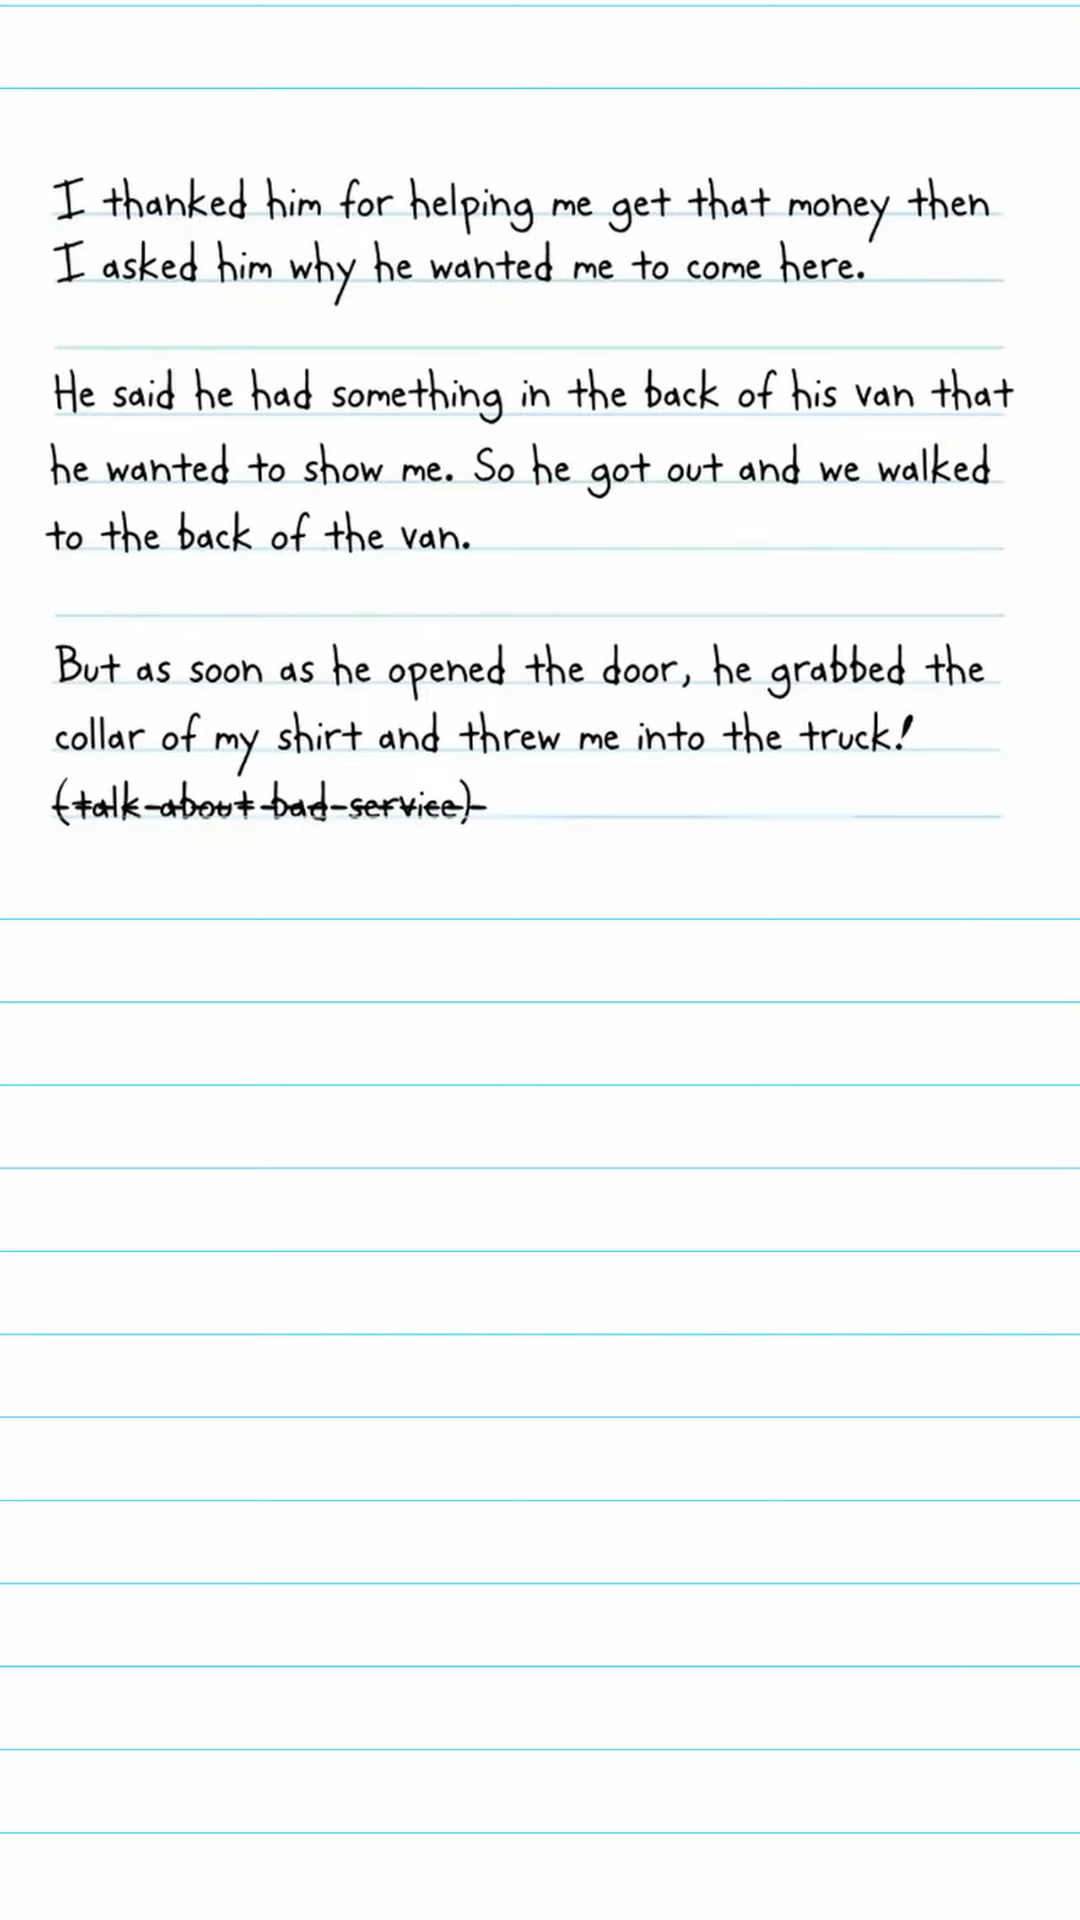 I thanked him for helping me get that money then
I asked him why he wanted me to come here.
He said he had something in the back of his van that
he wanted to show me. So he got out and we walked
to the back of the van.
But as soon as he opened the door, he grabbed the
collar of my shirt and threw me into the truck!
(talk about bad service)